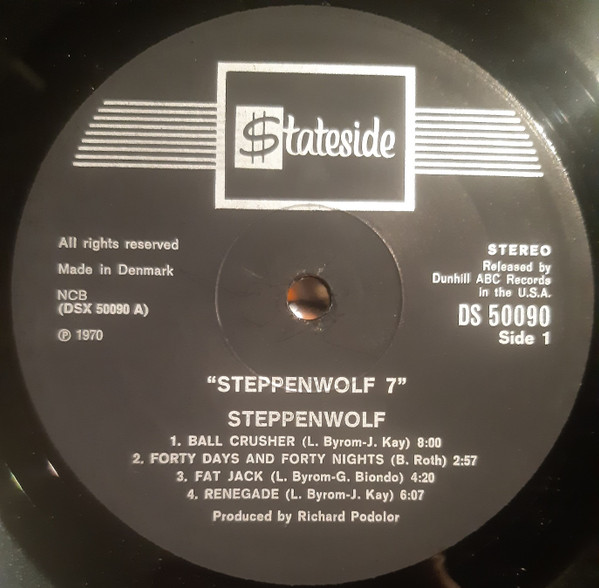 $tateside
All rights reserved
Made in Denmark
NCB
(DSX 50090 A)
℗ 1970
STEREO
Released by
Dunhill ABC Records
in the U.S.A.
DS 50090
Side 1
"STEPPENWOLF 7"
STEPPENWOLF
1. BALL CRUSHER (L. Byrom-J. Kay) 8:00
2. FORTY DAYS AND FORTY NIGHTS (B. Roth) 2:57
3. FAT JACK (L. Byrom-G. Biondo) 4:20
4. RENEGADE (L. Byrom-J. Kay) 6:07
Produced by Richard Podolor